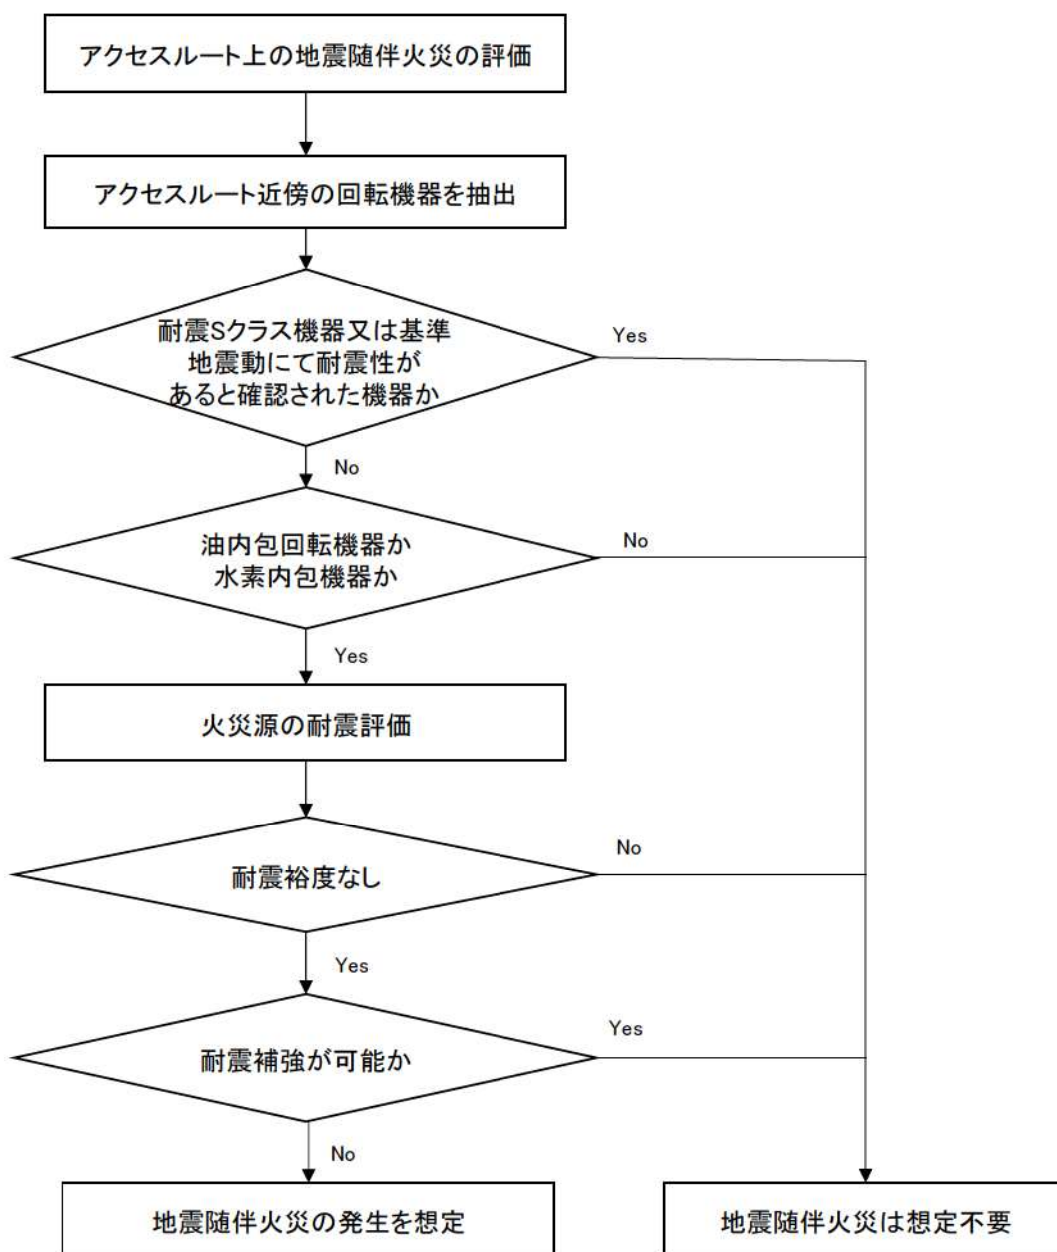 アクセスルート上の地震随伴火災の評価
アクセスルート近傍の回転機器を抽出
耐震Sクラス機器又は基準
地震動にて耐震性が
あると確認された機器か
Yes
No
油内包回転機器か
水素内包機器か
No
Yes
火災源の耐震評価
耐震裕度なし
No
Yes
耐震補強が可能か
Yes
No
地震随伴火災の発生を想定
地震随伴火災は想定不要